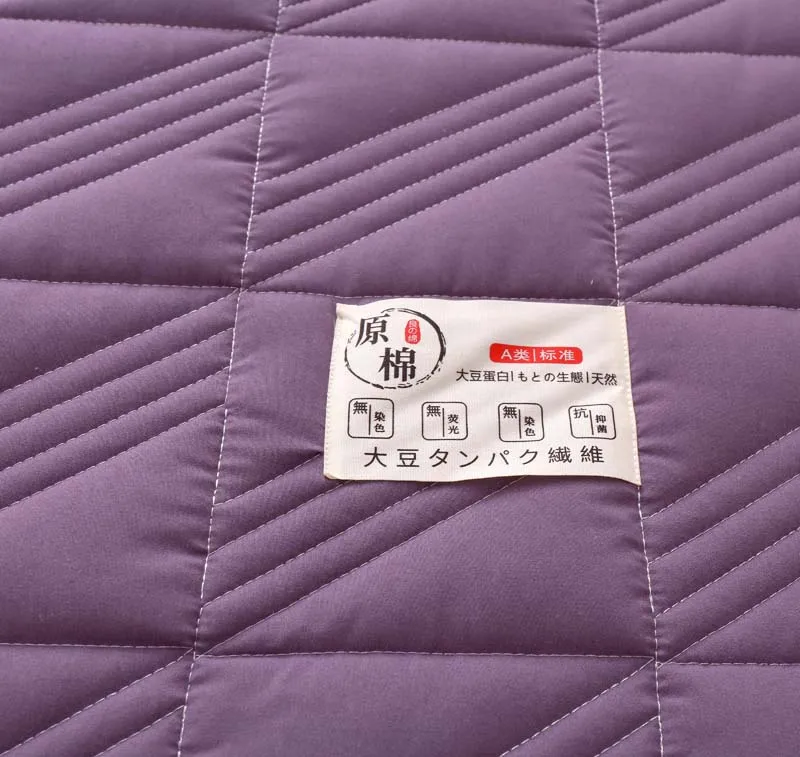 原棉
良の綿
A类|标准
大豆蛋白|もとの生態|天然
無|染色 無|荧光 無|染色 抗|抑菌
大豆タンパク繊維